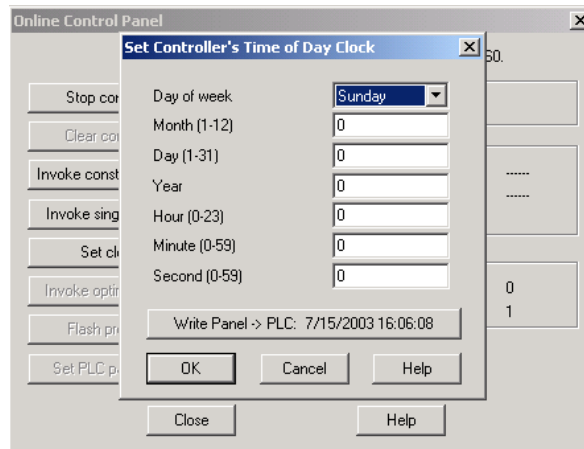 Online Control Panel
Set Controller's Time of Day Clock
60.
Day of week Sunday
Month (1-12) 0
Day (1-31) 0
Year 0
Hour (0-23) 0
Minute (0-59) 0
Second (0-59) 0
Write Panel -> PLC: 7/15/2003 16:06:08
OK Cancel Help
Stop cor
Clear co
Invoke const
Invoke sing
Set cl
Invoke optir
Flash pr
Set PLC p
------
------
0
1
Close Help